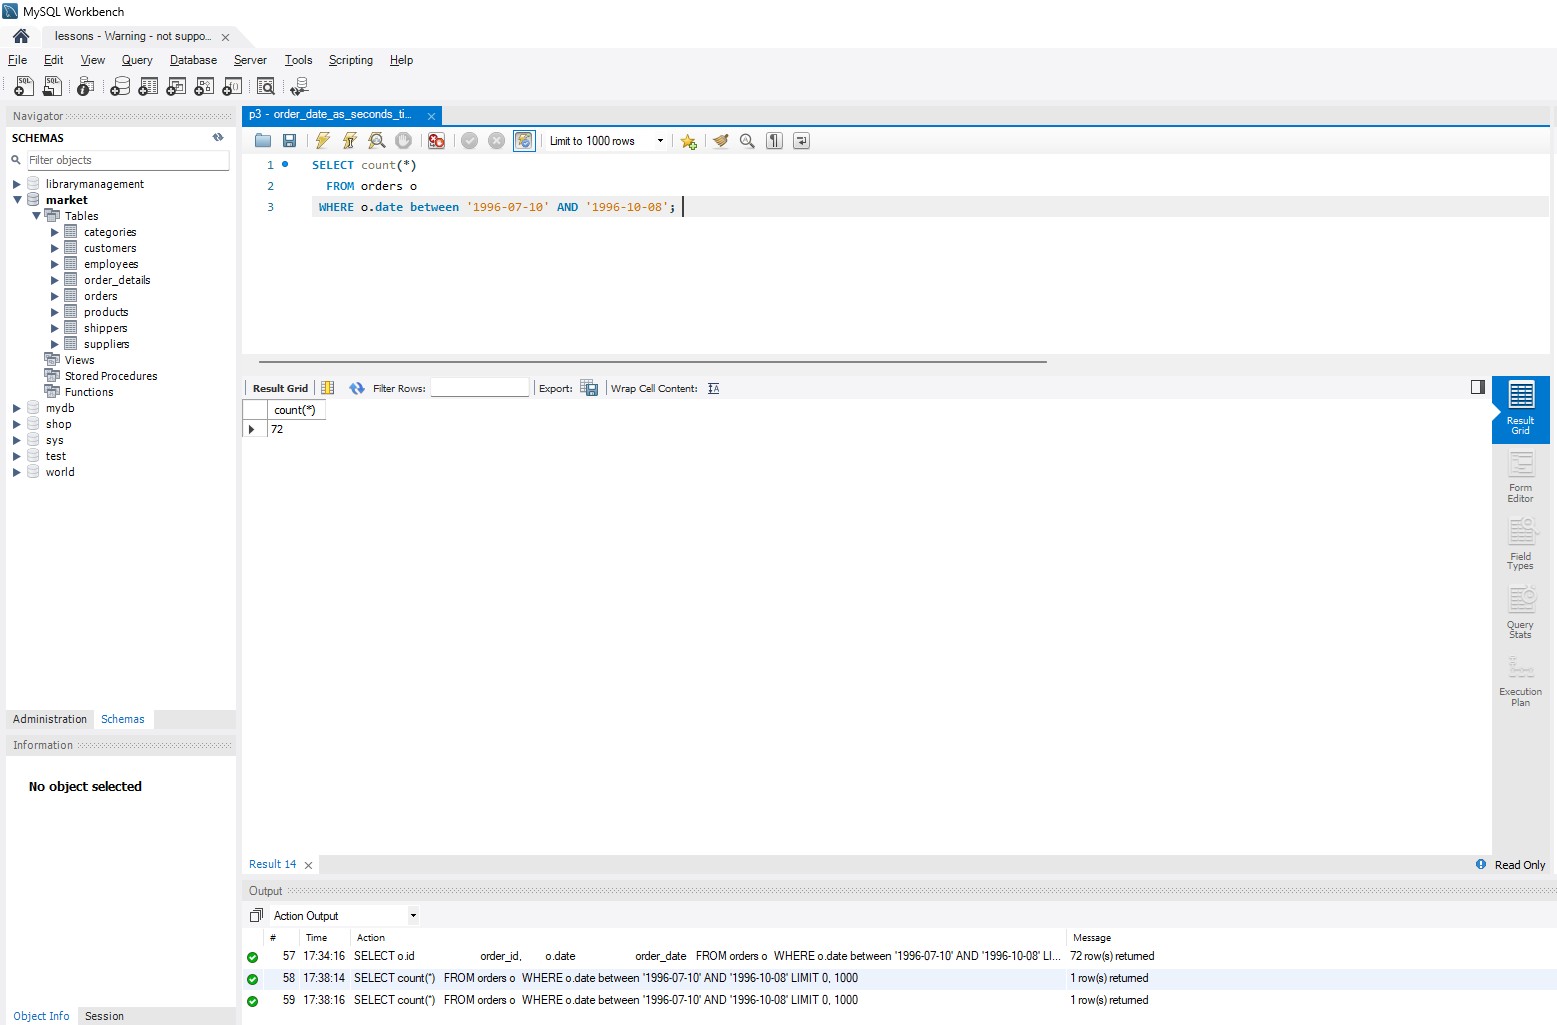 MySQL Workbench
lessons - Warning - not suppo...
File Edit View Query Database Server Tools Scripting Help
Navigator
SCHEMAS
Filter objects
librarymanagement
market
Tables
categories
customers
employees
order_details
orders
products
shippers
suppliers
Views
Stored Procedures
Functions
mydb
shop
sys
test
world
Administration Schemas
Information
No object selected
Object Info Session
p3 - order_date_as_seconds_ti...
Limit to 1000 rows
1 SELECT count(*)
2 FROM orders o
3 WHERE o.date between '1996-07-10' AND '1996-10-08';
Result Grid Filter Rows: Export: Wrap Cell Content:
count(*)
72
Result Grid
Form Editor
Field Types
Query Stats
Execution Plan
Result 14
Read Only
Output
Action Output
# Time Action Message
57 17:34:16 SELECT o.id order_id, o.date order_date FROM orders o WHERE o.date between '1996-07-10' AND '1996-10-08' LI... 72 row(s) returned
58 17:38:14 SELECT count(*) FROM orders o WHERE o.date between '1996-07-10' AND '1996-10-08' LIMIT 0, 1000 1 row(s) returned
59 17:38:16 SELECT count(*) FROM orders o WHERE o.date between '1996-07-10' AND '1996-10-08' LIMIT 0, 1000 1 row(s) returned